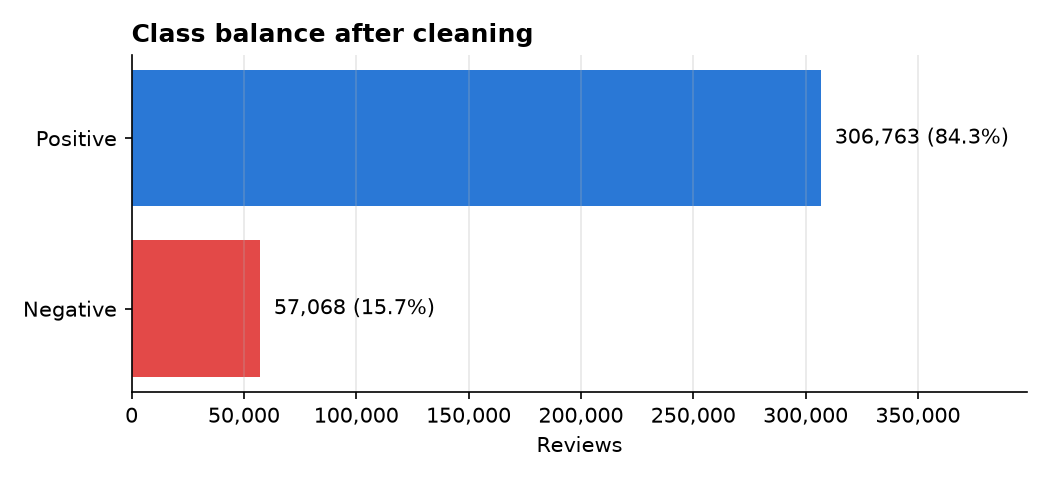 Class balance after cleaning
Positive
306,763 (84.3%)
Negative
57,068 (15.7%)
0 50,000 100,000 150,000 200,000 250,000 300,000 350,000
Reviews